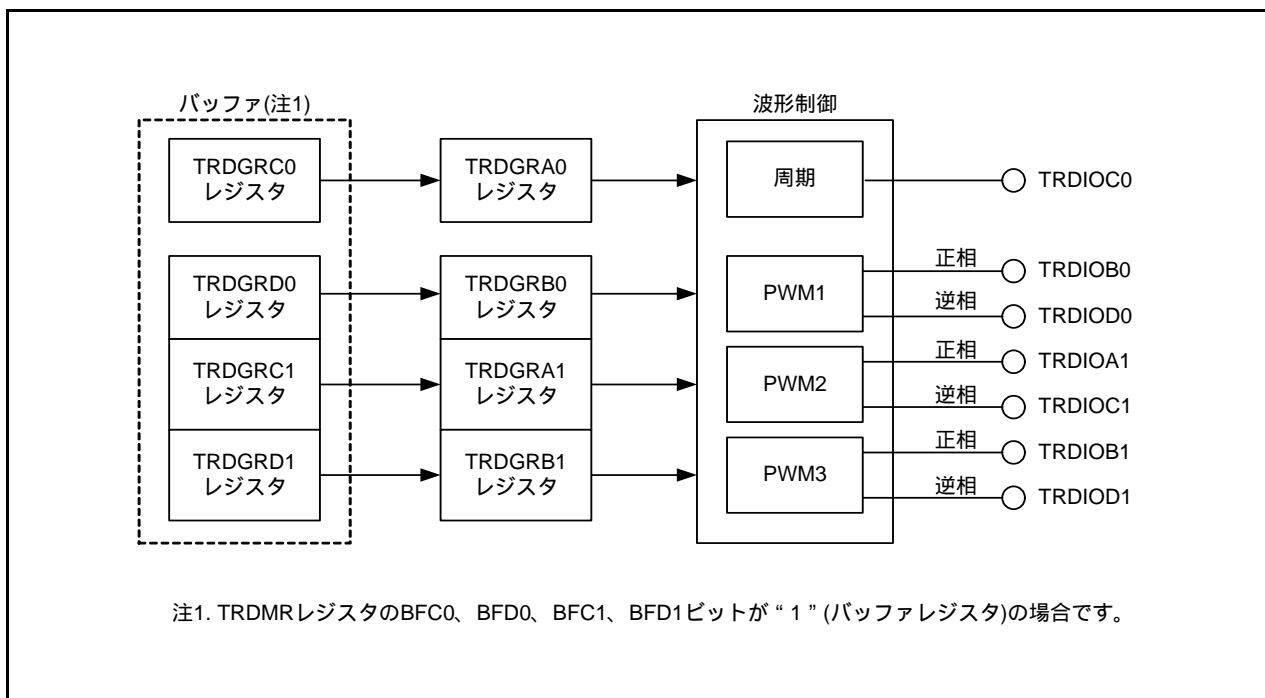 バッファ(注1)
波形制御
TRDGRC0
レジスタ
TRDGRA0
レジスタ
周期
TRDIOC0
TRDGRD0
レジスタ
TRDGRB0
レジスタ
PWM1
正相
TRDIOB0
逆相
TRDIOD0
TRDGRC1
レジスタ
TRDGRA1
レジスタ
PWM2
正相
TRDIOA1
逆相
TRDIOC1
TRDGRD1
レジスタ
TRDGRB1
レジスタ
PWM3
正相
TRDIOB1
逆相
TRDIOD1
注1. TRDMRレジスタのBFC0、BFD0、BFC1、BFD1ビットが “ 1 ” (バッファレジスタ)の場合です。